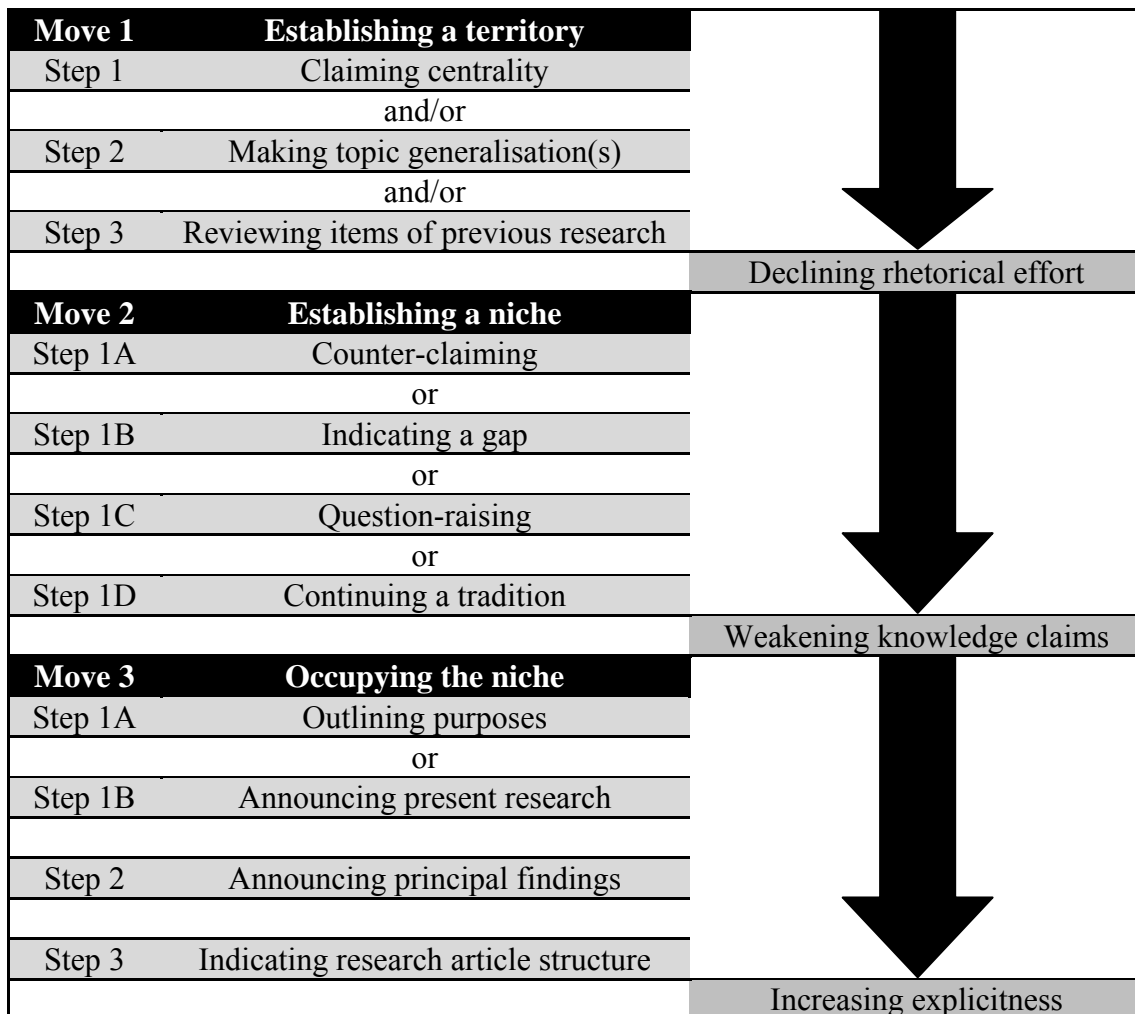 Move 1 Establishing a territory
Step 1 Claiming centrality
and/or
Step 2 Making topic generalisation(s)
and/or
Step 3 Reviewing items of previous research
Declining rhetorical effort
Move 2 Establishing a niche
Step 1A Counter-claiming
or
Step 1B Indicating a gap
or
Step 1C Question-raising
or
Step 1D Continuing a tradition
Weakening knowledge claims
Move 3 Occupying the niche
Step 1A Outlining purposes
or
Step 1B Announcing present research
Step 2 Announcing principal findings
Step 3 Indicating research article structure
Increasing explicitness